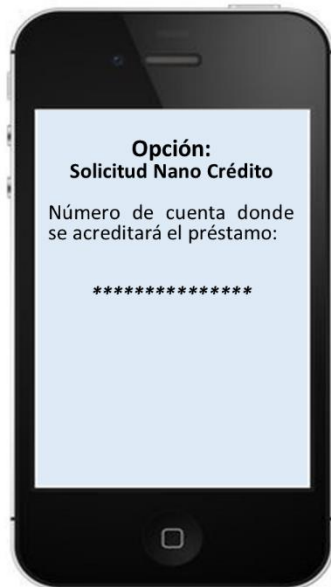 Opción:
Solicitud Nano Crédito
Número de cuenta donde
se acreditará el préstamo:
***************